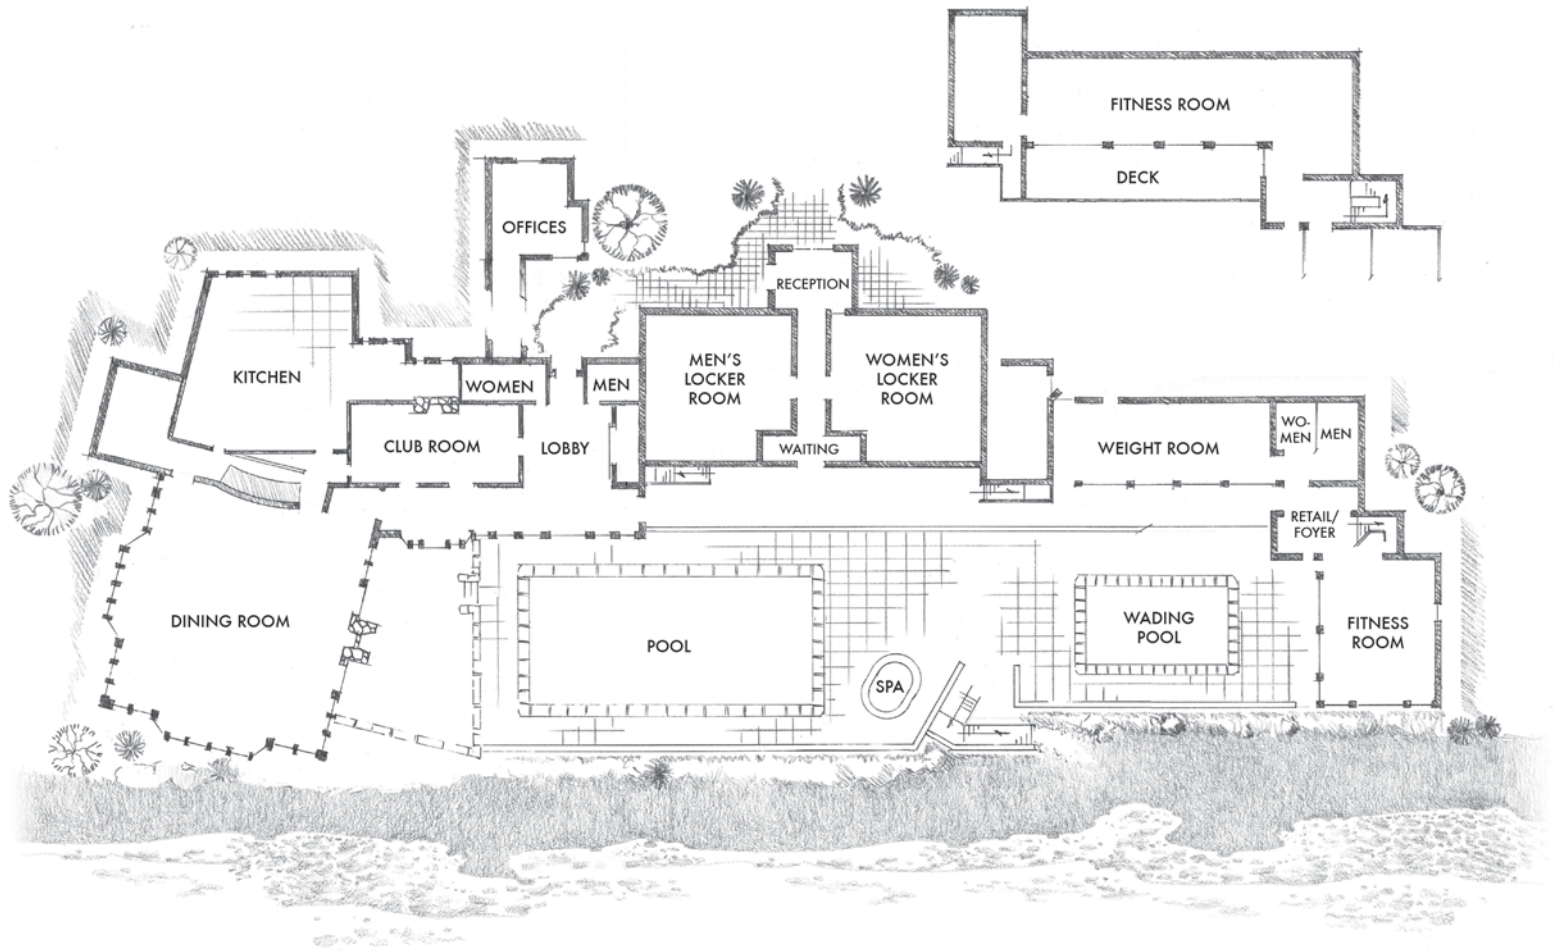 FITNESS ROOM
DECK
OFFICES
RECEPTION
KITCHEN
WOMEN
MEN
MEN'S
LOCKER
ROOM
WOMEN'S
LOCKER
ROOM
CLUB ROOM
LOBBY
WAITING
WEIGHT ROOM
WO-
MEN
MEN
RETAIL/
FOYER
DINING ROOM
POOL
SPA
WADING
POOL
FITNESS
ROOM